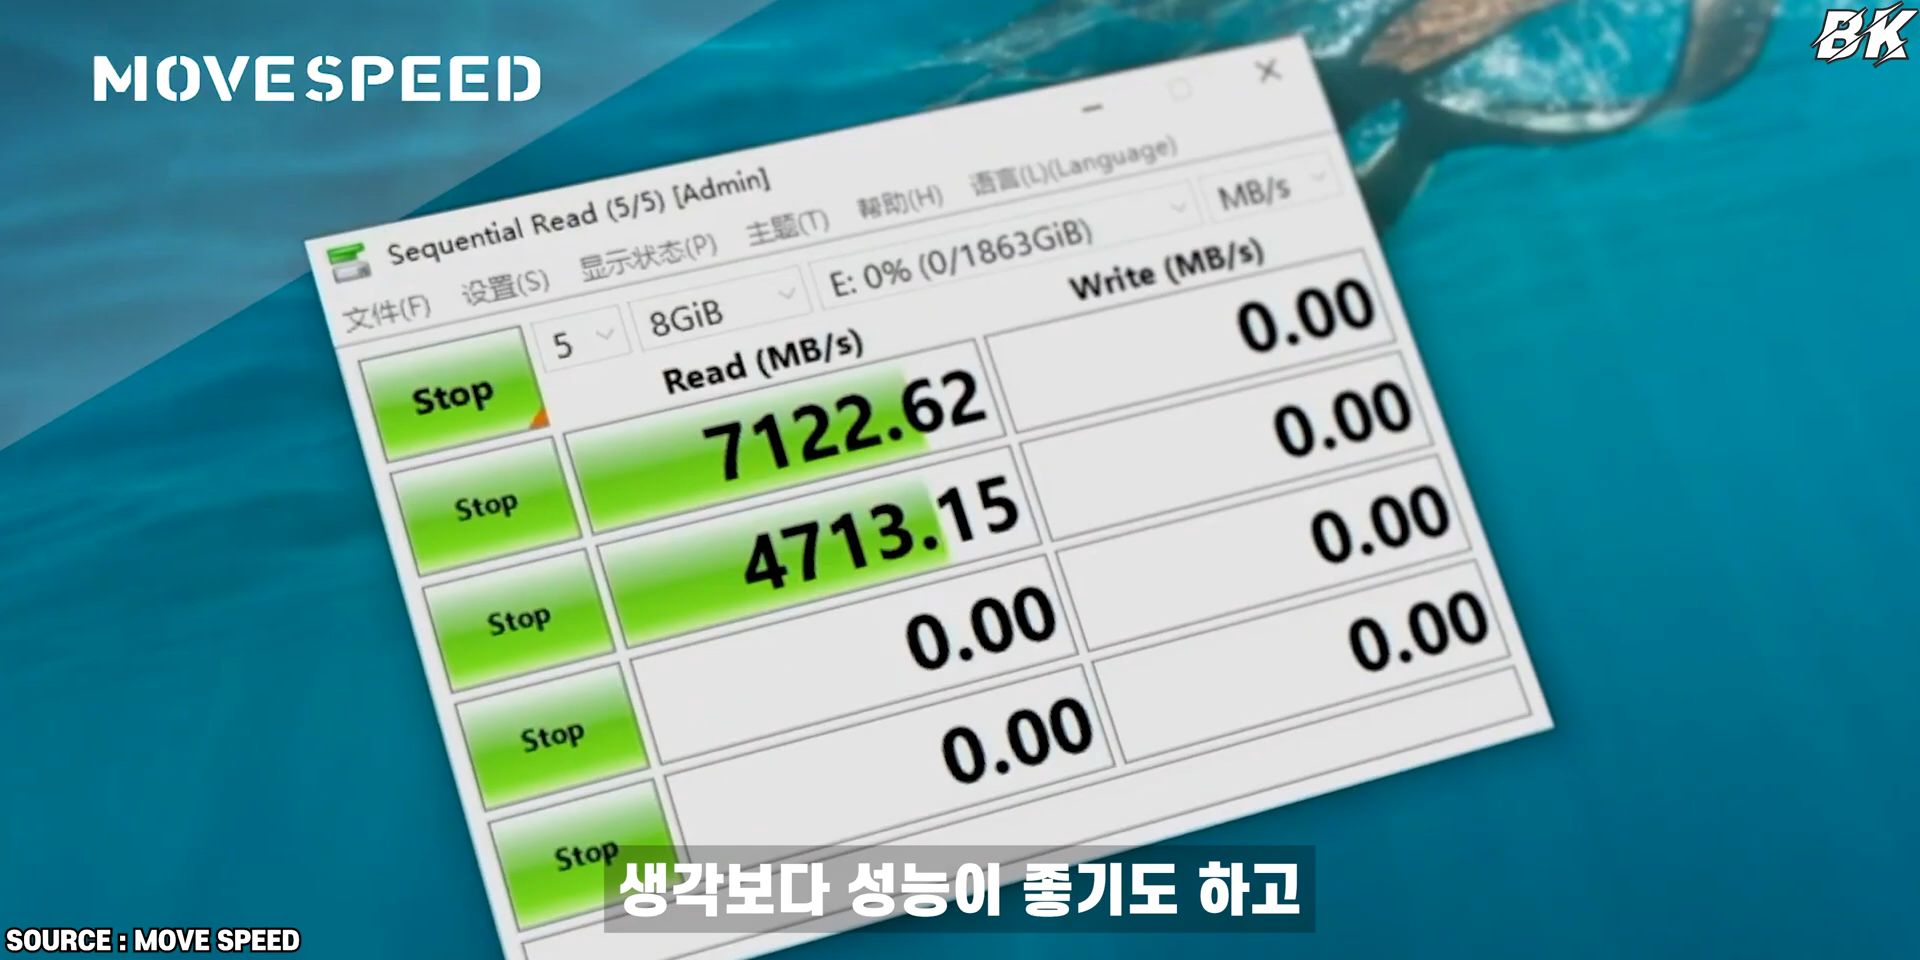 MOVESPEED
BK
Sequential Read (5/5) [Admin]
文件(F) 设置(S) 显示状态(P) 主题(T) 帮助(H) 语言(L)(Language)
5 8GiB E: 0% (0/1863GiB) MB/s
Read (MB/s) Write (MB/s)
Stop 7122.62 0.00
Stop 4713.15 0.00
Stop 0.00 0.00
Stop 0.00 0.00
Stop
생각보다 성능이 좋기도 하고
SOURCE : MOVE SPEED